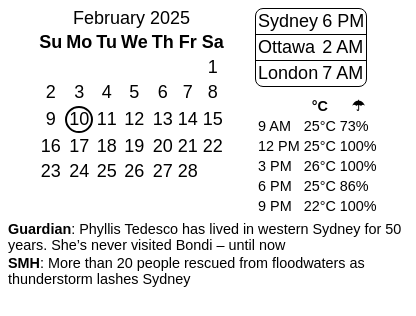 February 2025
Su Mo Tu We Th Fr Sa
1
2 3 4 5 6 7 8
9 10 11 12 13 14 15
16 17 18 19 20 21 22
23 24 25 26 27 28
Sydney 6 PM
Ottawa 2 AM
London 7 AM
°C ☂
9 AM 25°C 73%
12 PM 25°C 100%
3 PM 26°C 100%
6 PM 25°C 86%
9 PM 22°C 100%
Guardian: Phyllis Tedesco has lived in western Sydney for 50
years. She’s never visited Bondi – until now
SMH: More than 20 people rescued from floodwaters as
thunderstorm lashes Sydney